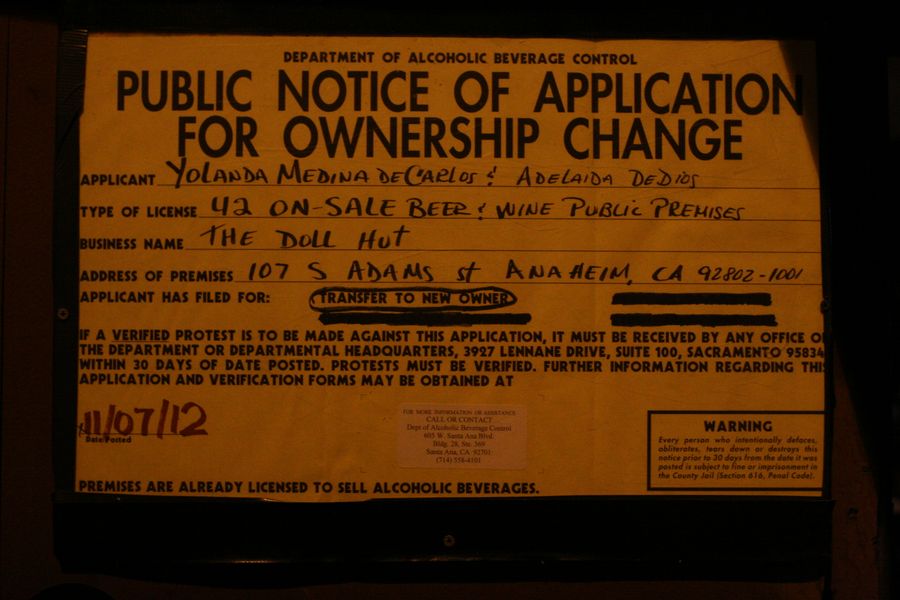 DEPARTMENT OF ALCOHOLIC BEVERAGE CONTROL
PUBLIC NOTICE OF APPLICATION
FOR OWNERSHIP CHANGE
APPLICANT YOLANDA MEDINA DECARLOS & ADELAIDA DEDIOS
TYPE OF LICENSE 42 ON-SALE BEER & WINE PUBLIC PREMISES
BUSINESS NAME THE DOLL HUT
ADDRESS OF PREMISES 107 S ADAMS St ANAHEIM, CA 92802-1001
APPLICANT HAS FILED FOR: TRANSFER TO NEW OWNER
IF A VERIFIED PROTEST IS TO BE MADE AGAINST THIS APPLICATION, IT MUST BE RECEIVED BY ANY OFFICE OF
THE DEPARTMENT OR DEPARTMENTAL HEADQUARTERS, 3927 LENNANE DRIVE, SUITE 100, SACRAMENTO 95834
WITHIN 30 DAYS OF DATE POSTED. PROTESTS MUST BE VERIFIED. FURTHER INFORMATION REGARDING THIS
APPLICATION AND VERIFICATION FORMS MAY BE OBTAINED AT
11/07/12
Date Posted
FOR MORE INFORMATION OR ASSISTANCE
CALL OR CONTACT
Dept of Alcoholic Beverage Control
605 W. Santa Ana Blvd.
Bldg. 28, Ste. 369
Santa Ana, CA 92701
(714) 558-4101
WARNING
Every person who intentionally defaces,
obliterates, tears down or destroys this
notice prior to 30 days from the date it was
posted is subject to fine or imprisonment in
the County Jail (Section 616, Penal Code).
PREMISES ARE ALREADY LICENSED TO SELL ALCOHOLIC BEVERAGES.